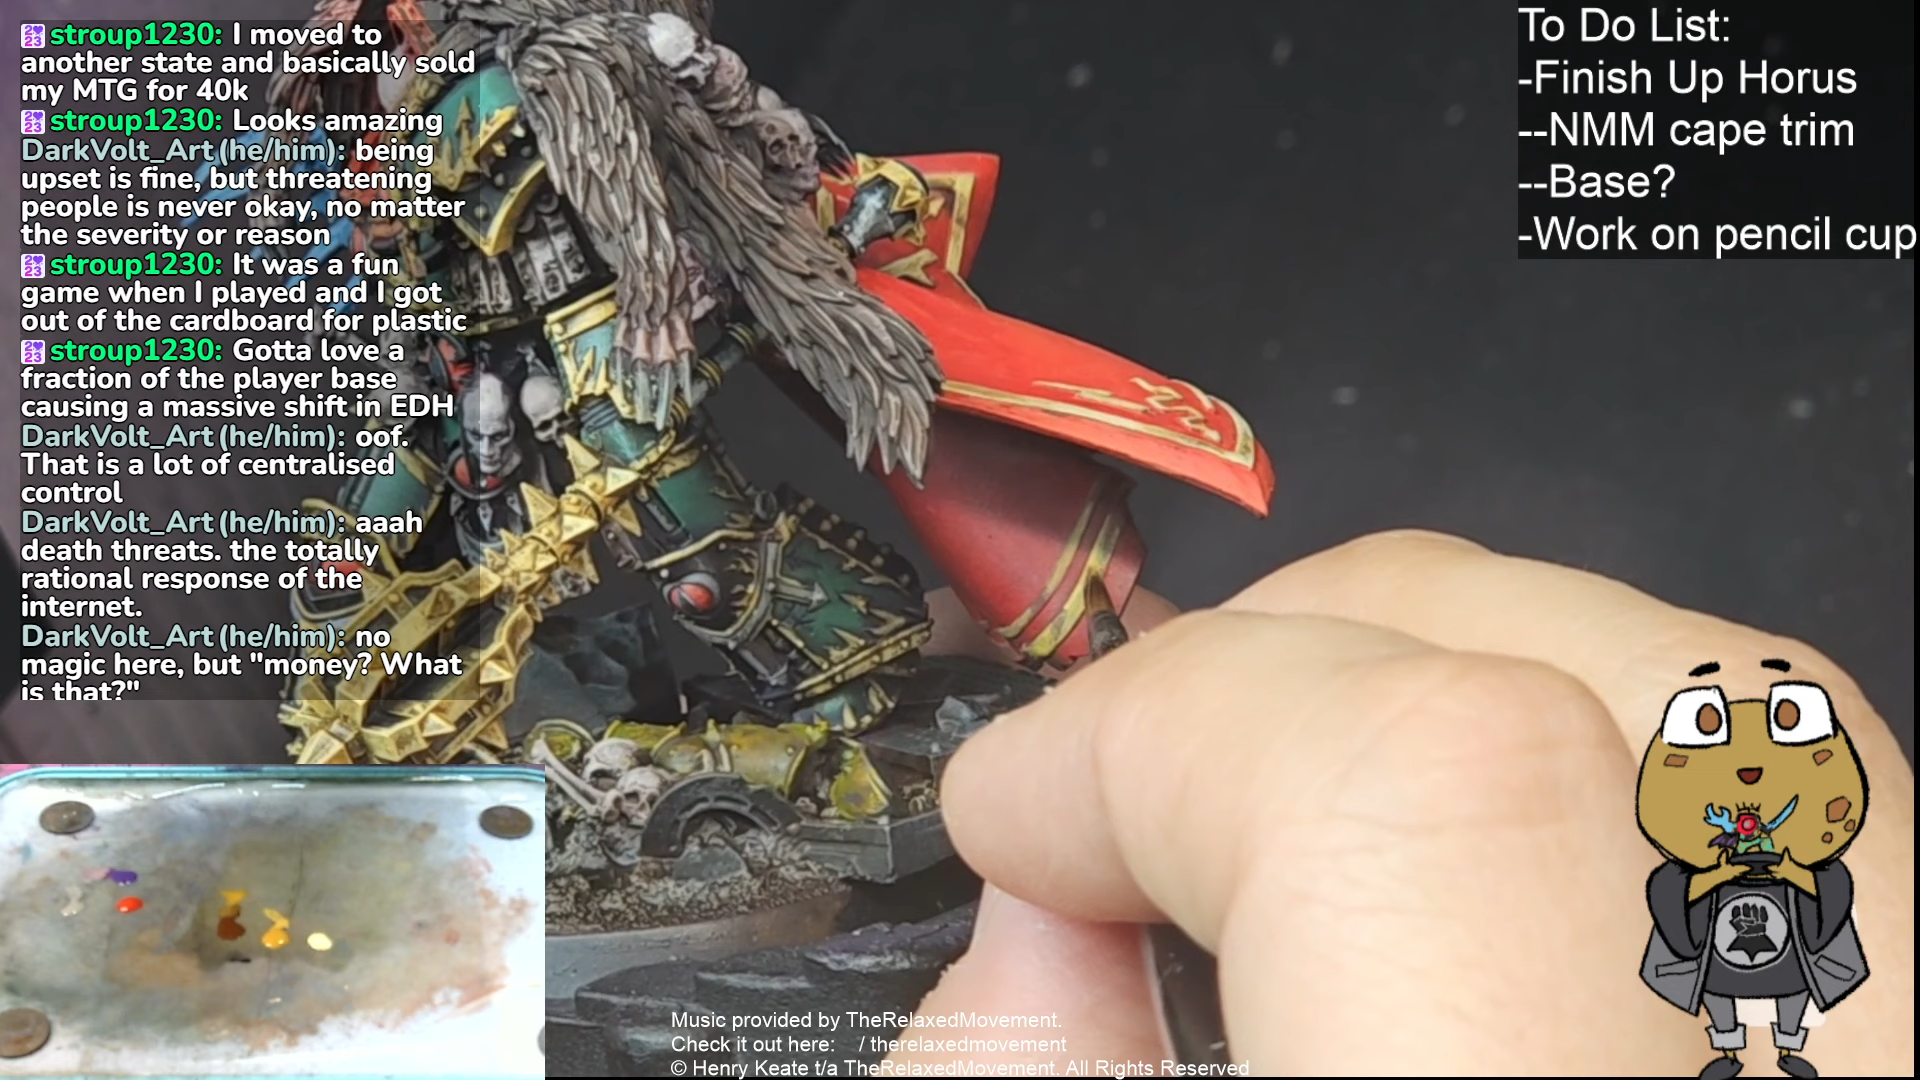 stroup1230: I moved to
another state and basically sold
my MTG for 40k
stroup1230: Looks amazing
DarkVolt_Art (he/him): being
upset is fine, but threatening
people is never okay, no matter
the severity or reason
stroup1230: It was a fun
game when I played and I got
out of the cardboard for plastic
stroup1230: Gotta love a
fraction of the player base
causing a massive shift in EDH
DarkVolt_Art (he/him): oof.
That is a lot of centralised
control
DarkVolt_Art (he/him): aaah
death threats. the totally
rational response of the
internet.
DarkVolt_Art (he/him): no
magic here, but "money? What
is that?"
To Do List:
-Finish Up Horus
--NMM cape trim
--Base?
-Work on pencil cup
Music provided by TheRelaxedMovement.
Check it out here: / therelaxedmovement
© Henry Keate t/a TheRelaxedMovement. All Rights Reserved